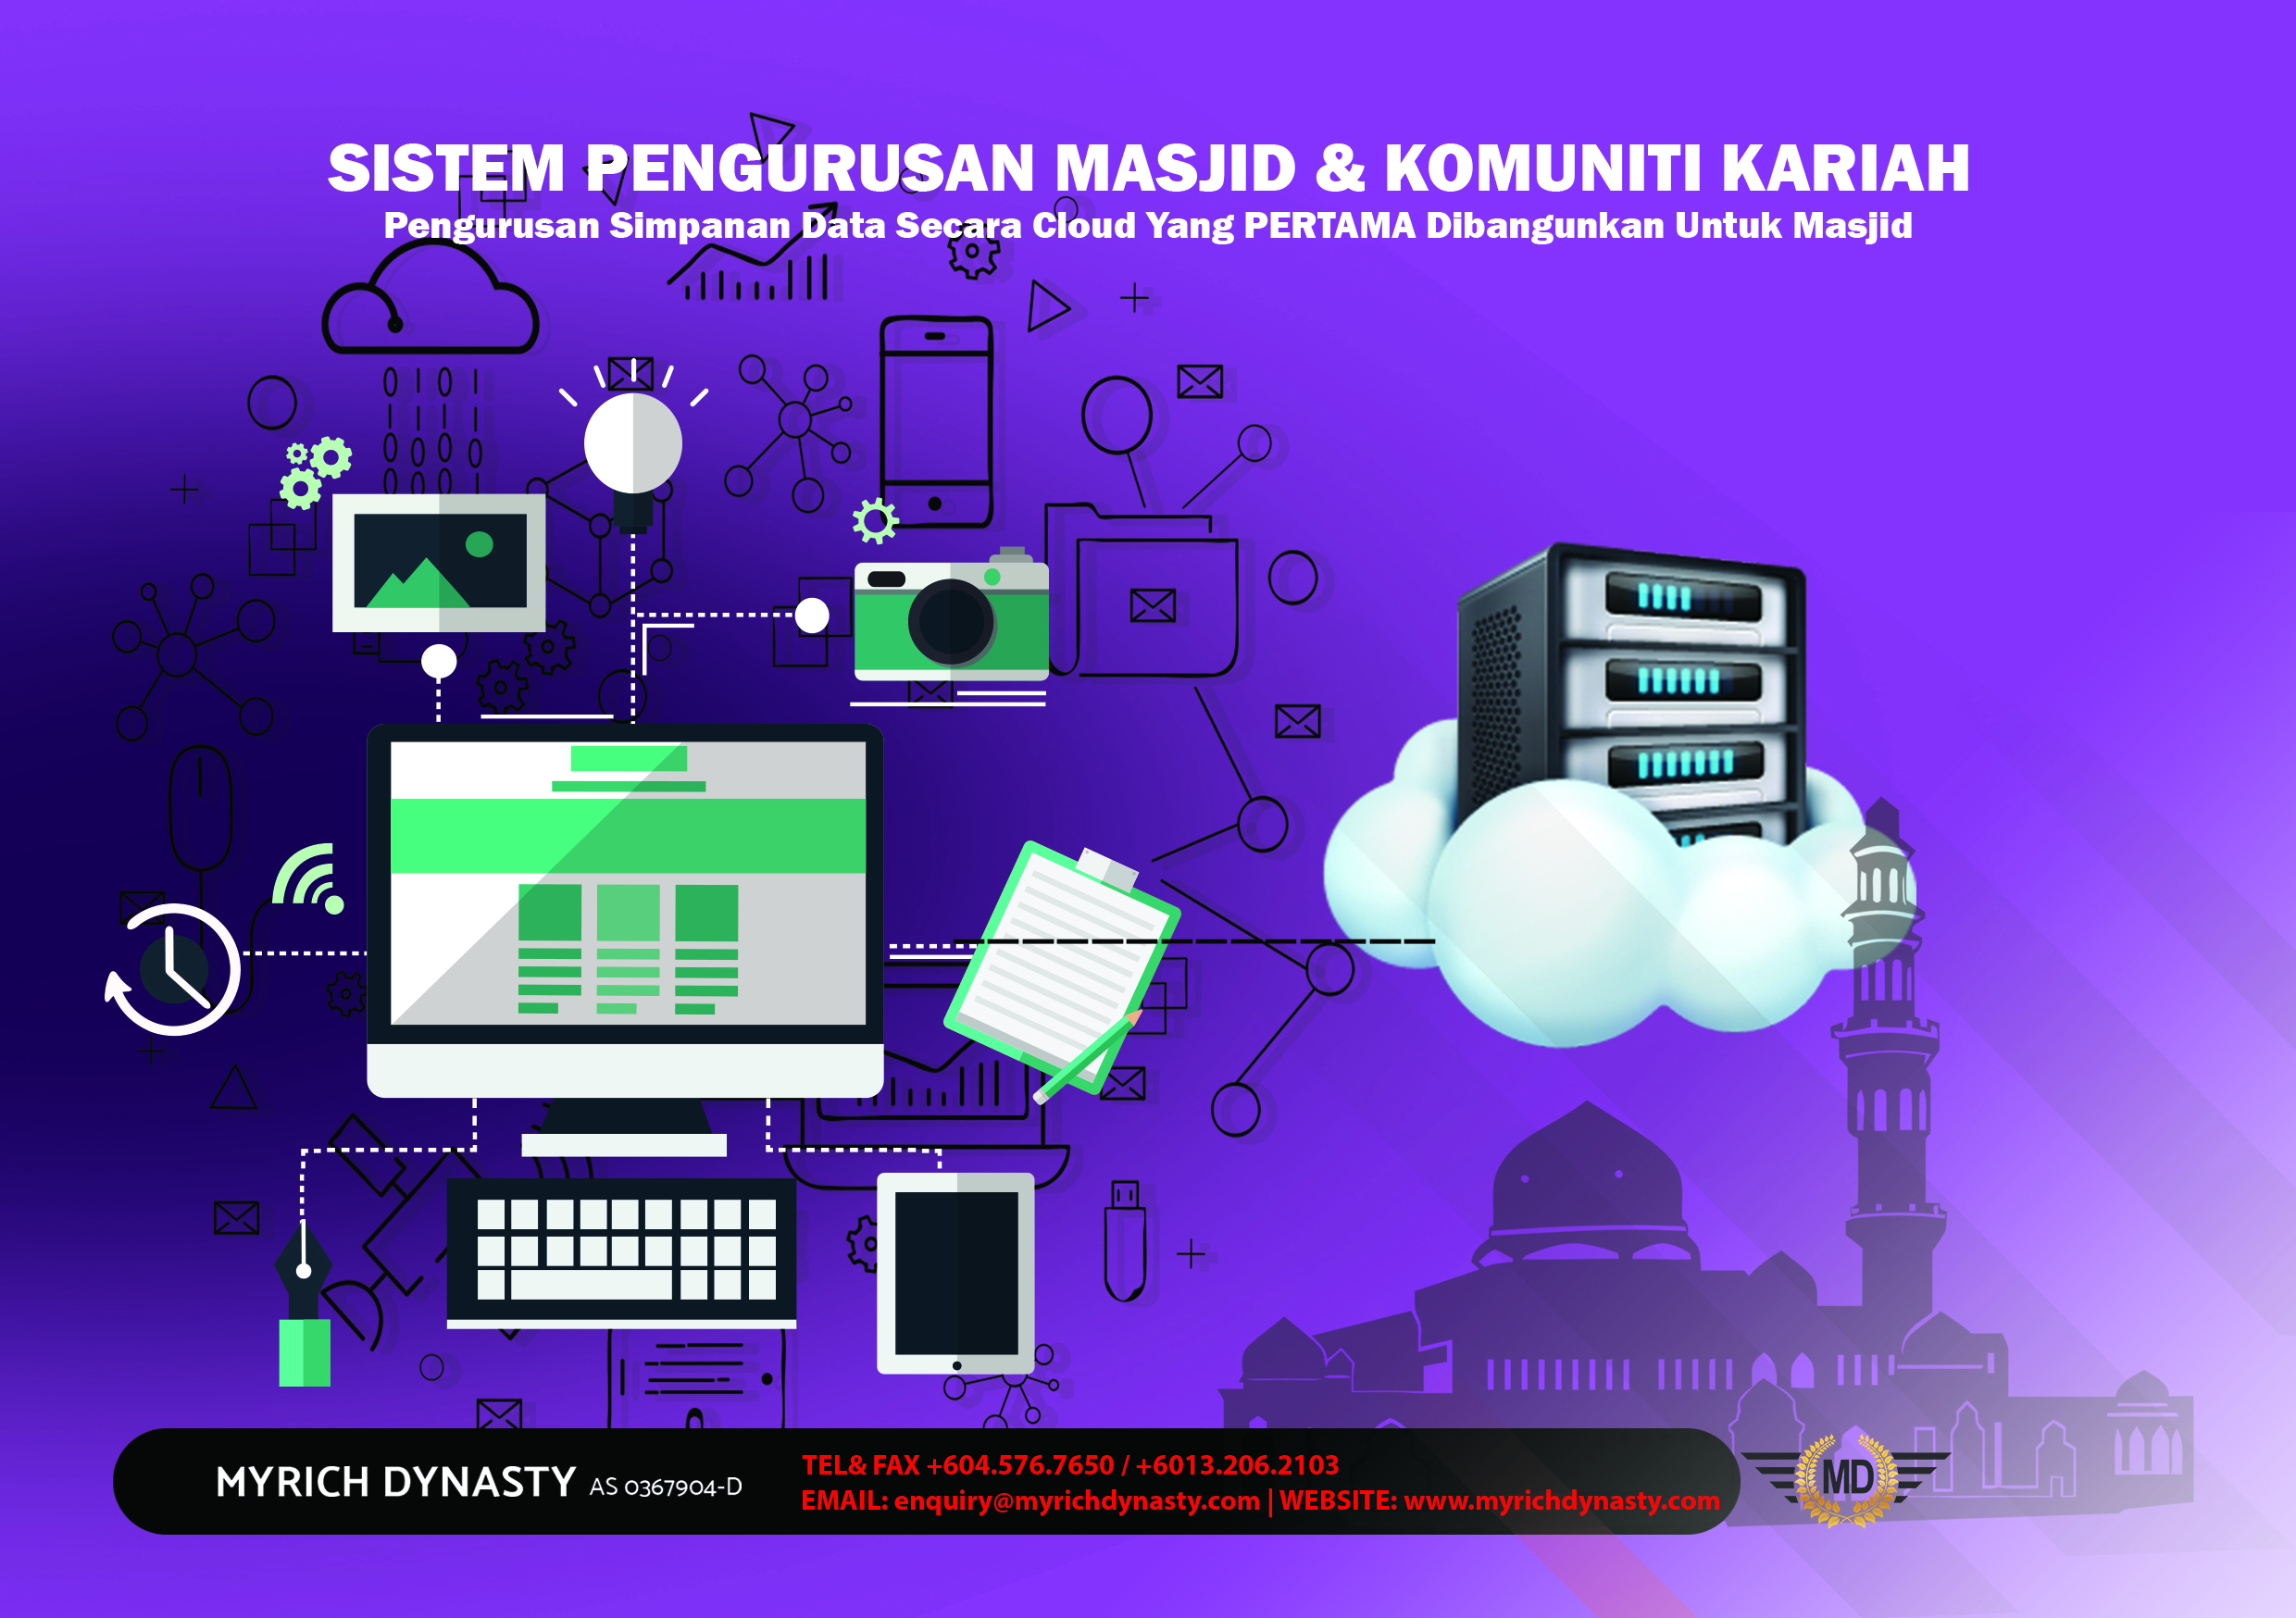 SISTEM PENGURUSAN MASJID & KOMUNITI KARIAH
Pengurusan Simpanan Data Secara Cloud Yang PERTAMA Dibangunkan Untuk Masjid
MYRICH DYNASTY AS 0367904-D
TEL& FAX +604.576.7650 / +6013.206.2103
EMAIL: enquiry@myrichdynasty.com | WEBSITE: www.myrichdynasty.com
MD